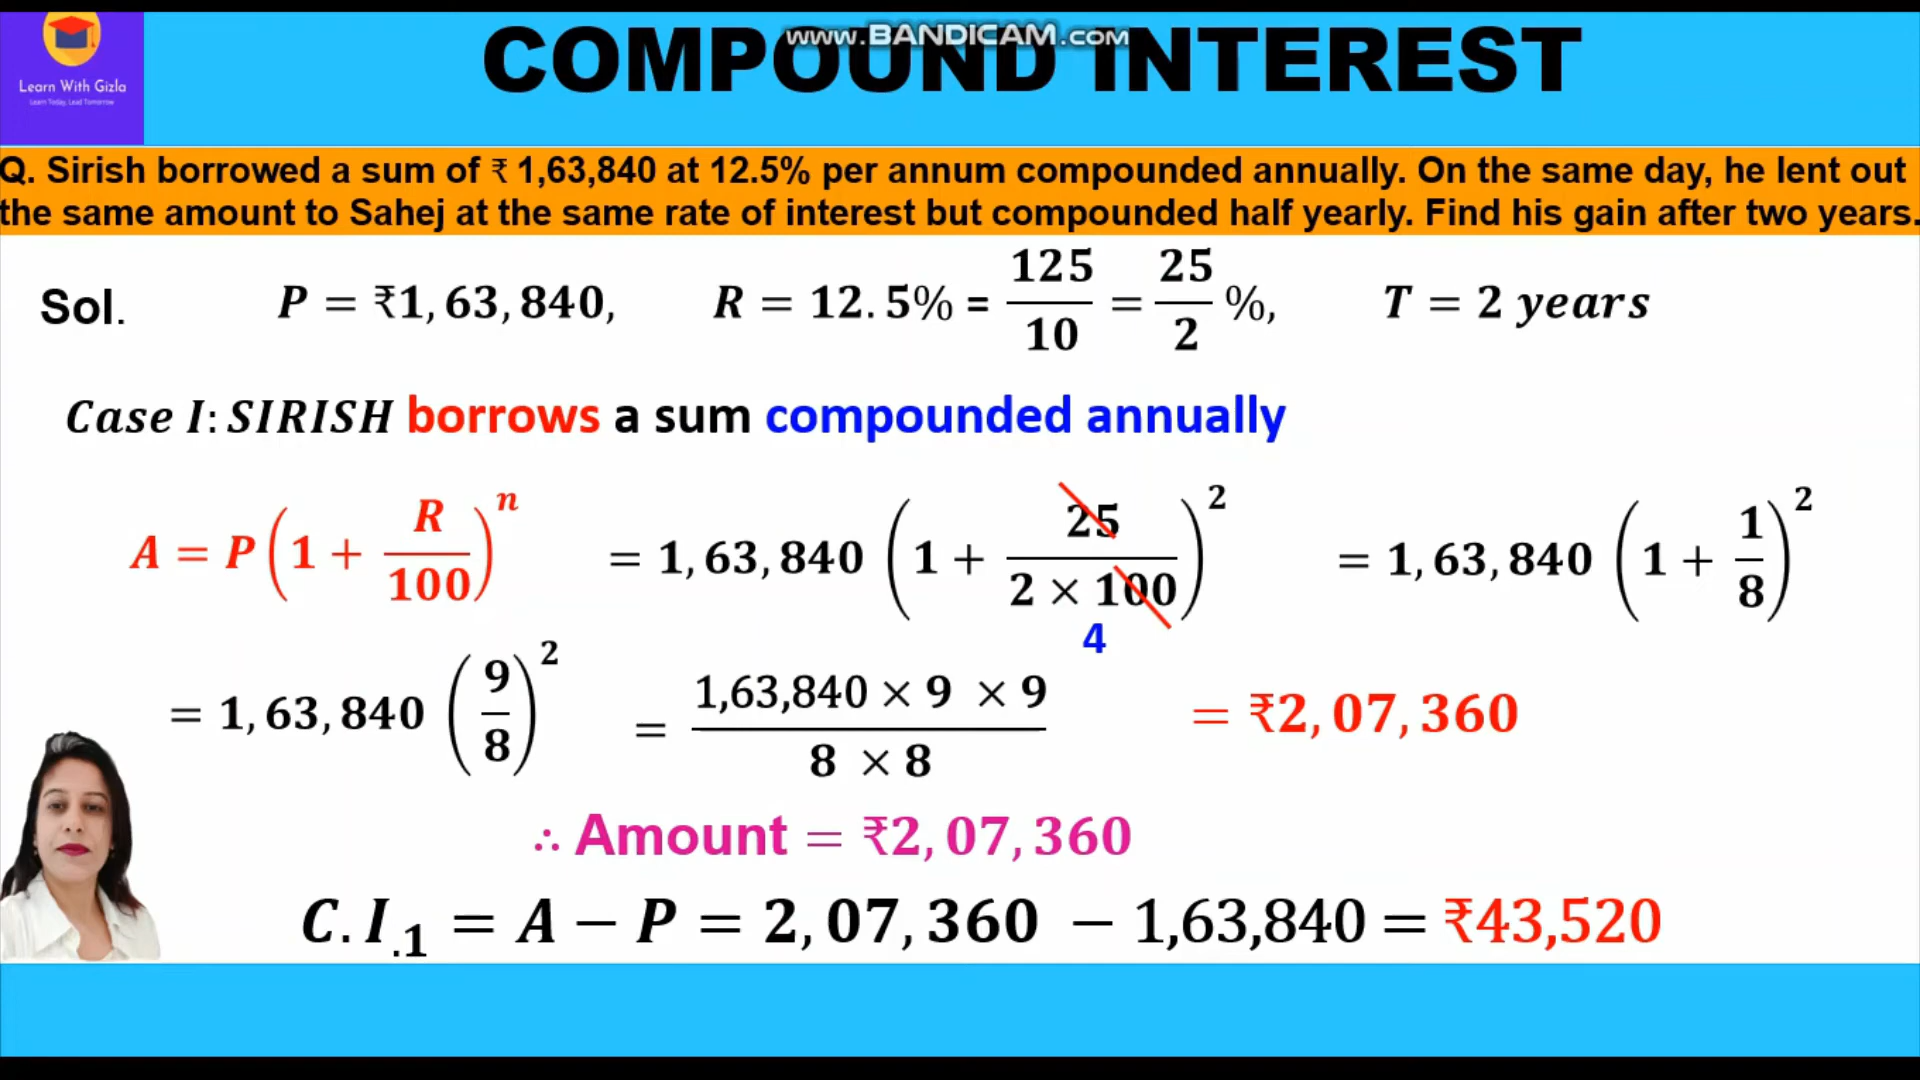 www.BANDICAM.com
COMPOUND INTEREST
Learn With Gizla
Learn Today, Lead Tomorrow
Q. Sirish borrowed a sum of ₹ 1,63,840 at 12.5% per annum compounded annually. On the same day, he lent out
the same amount to Sahej at the same rate of interest but compounded half yearly. Find his gain after two years.
Sol. P = ₹1,63,840, R = 12.5% = 125/10 = 25/2 %, T = 2 years
Case I: SIRISH borrows a sum compounded annually
A = P(1 + R/100)^n = 1,63,840 (1 + 25/(2 × 100))^2 = 1,63,840 (1 + 1/8)^2
4
= 1,63,840 (9/8)^2 = (1,63,840 × 9 × 9)/(8 × 8) = ₹2,07,360
∴ Amount = ₹2,07,360
C.I.₁ = A − P = 2,07,360 − 1,63,840 = ₹43,520